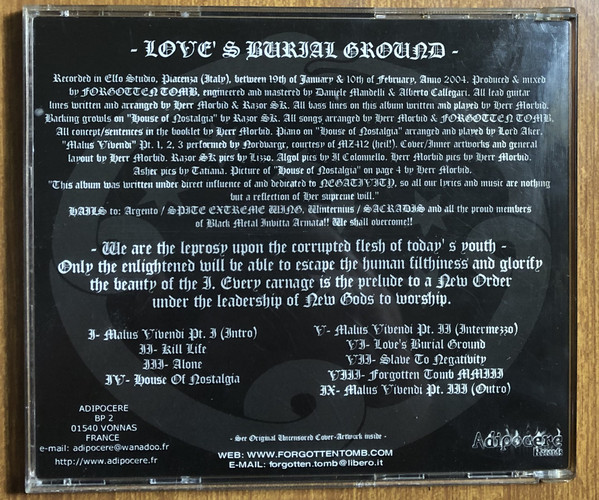 - LOVE'S BURIAL GROUND -
Recorded in Elfo Studio, Piacenza (Italy), between 19th of January & 10th of February, Anno 2004. Produced & mixed
by FORGOTTEN TOMB, engineered and mastered by Daniele Mandelli & Alberto Callegari. All lead guitar
lines written and arranged by Herr Morbid & Razor SK. All bass lines on this album written and played by Herr Morbid.
Backing growls on "House of Nostalgia" by Razor SK. All songs arranged by Herr Morbid & FORGOTTEN TOMB.
All concept/sentences in the booklet by Herr Morbid. Piano on "House of Nostalgia" arranged and played by Lord Aker.
"Malus Vivendi" Pt. 1, 2, 3 performed by Nordvargr, courtesy of MZ412 (heil!). Cover/Inner artworks and general
layout by Herr Morbid. Razor SK pics by Lizzo. Algol pics by Il Colonnello. Herr Morbid pics by Herr Morbid.
Asher pics by Tatiana. Picture of "House of Nostalgia" on page 4 by Herr Morbid.
"This album was written under direct influence of and dedicated to NEGATIVITY, so all our lyrics and music are nothing
but a reflection of Her supreme will."
HAILS to: Argento / SPITE EXTREME WING, Winternius / SACRADIS and all the proud members
of Black Metal Invitta Armata!! We shall overcome!!
- We are the leprosy upon the corrupted flesh of today's youth -
Only the enlightened will be able to escape the human filthiness and glorify
the beauty of the I. Every carnage is the prelude to a New Order
under the leadership of New Gods to worship.
I- Malus Vivendi Pt. I (Intro)
II- Kill Life
III- Alone
IV- House Of Nostalgia
V- Malus Vivendi Pt. II (Intermezzo)
VI- Love's Burial Ground
VII- Slave To Negativity
VIII- Forgotten Tomb MMIII
IX- Malus Vivendi Pt. III (Outro)
ADIPOCERE
BP 2
01540 VONNAS
FRANCE
e-mail: adipocere@wanadoo.fr
http://www.adipocere.fr
- See Original Uncensored Cover-Artwork inside -
WEB: WWW.FORGOTTENTOMB.COM
E-MAIL: forgotten.tomb@libero.it
Adipocere
Records